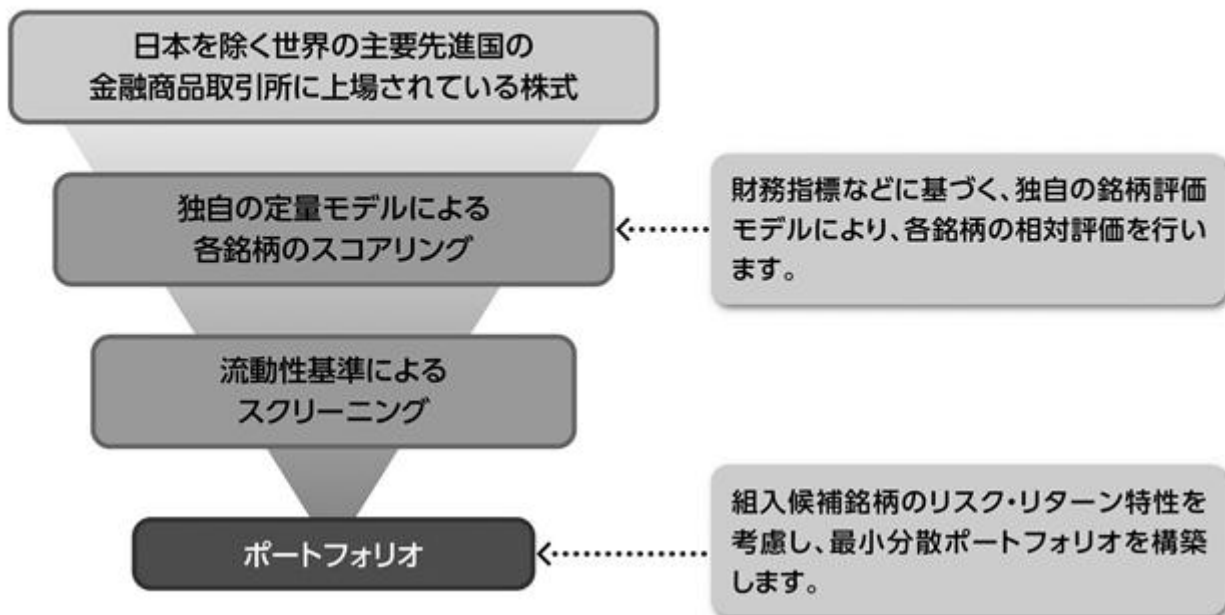 日本を除く世界の主要先進国の
金融商品取引所に上場されている株式
独自の定量モデルによる
各銘柄のスコアリング
財務指標などに基づく、独自の銘柄評価
モデルにより、各銘柄の相対評価を行い
ます。
流動性基準による
スクリーニング
ポートフォリオ
組入候補銘柄のリスク・リターン特性を
考慮し、最小分散ポートフォリオを構築
します。